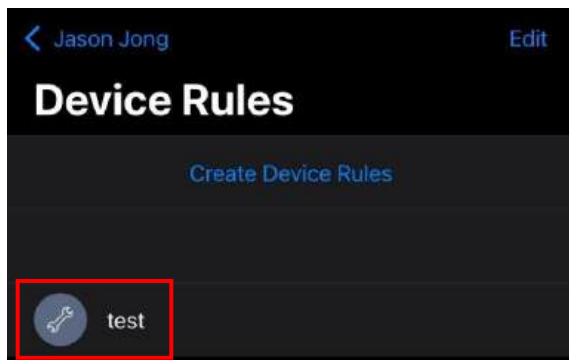 Jason Jong
Edit
Device Rules
Create Device Rules
test